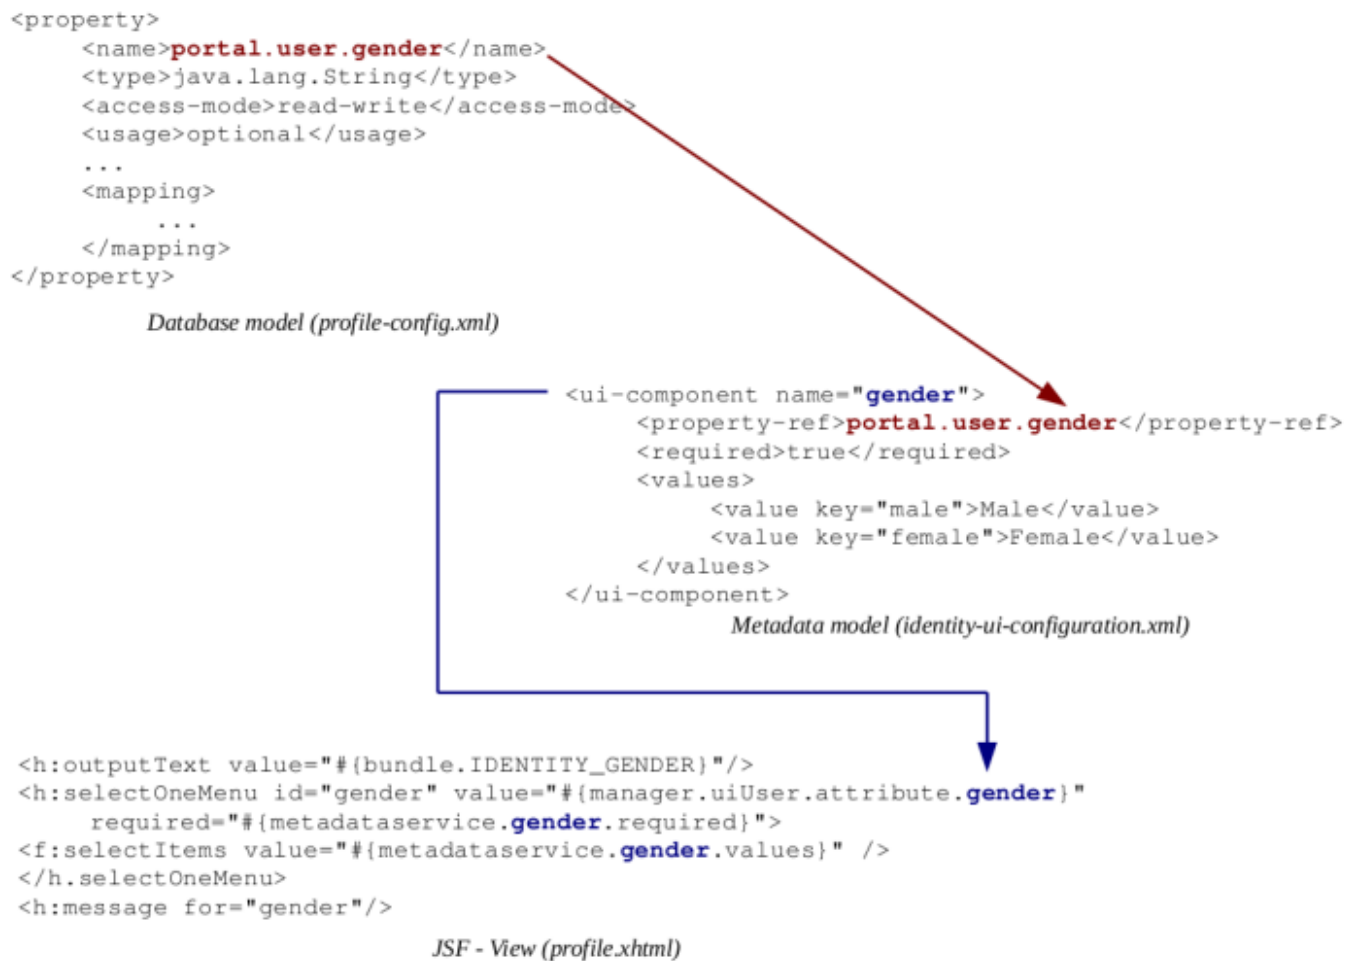 <property>
<name>portal.user.gender</name>
<type>java.lang.String</type>
<access-mode>read-write</access-mode>
<usage>optional</usage>
...
<mapping>
...
</mapping>
</property>
Database model (profile-config.xml)
<ui-component name="gender">
<property-ref>portal.user.gender</property-ref>
<required>true</required>
<values>
<value key="male">Male</value>
<value key="female">Female</value>
</values>
</ui-component>
Metadata model (identity-ui-configuration.xml)
<h:outputText value="#{bundle.IDENTITY_GENDER}"/>
<h:selectOneMenu id="gender" value="#{manager.uiUser.attribute.gender}"
required="#{metadataservice.gender.required}">
<f:selectItems value="#{metadataservice.gender.values}" />
</h.selectOneMenu>
<h:message for="gender"/>
JSF - View (profile.xhtml)